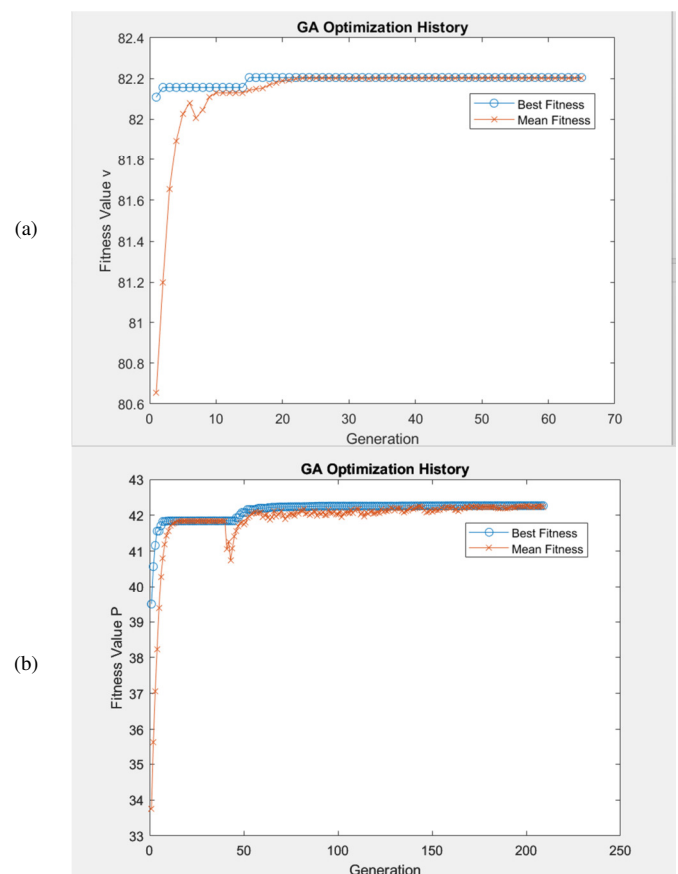 (a)
GA Optimization History
Fitness Value v
82.4
82.2
82
81.8
81.6
81.4
81.2
81
80.8
80.6
0 10 20 30 40 50 60 70
Generation
Best Fitness
Mean Fitness
(b)
GA Optimization History
Fitness Value P
43
42
41
40
39
38
37
36
35
34
33
0 50 100 150 200 250
Generation
Best Fitness
Mean Fitness